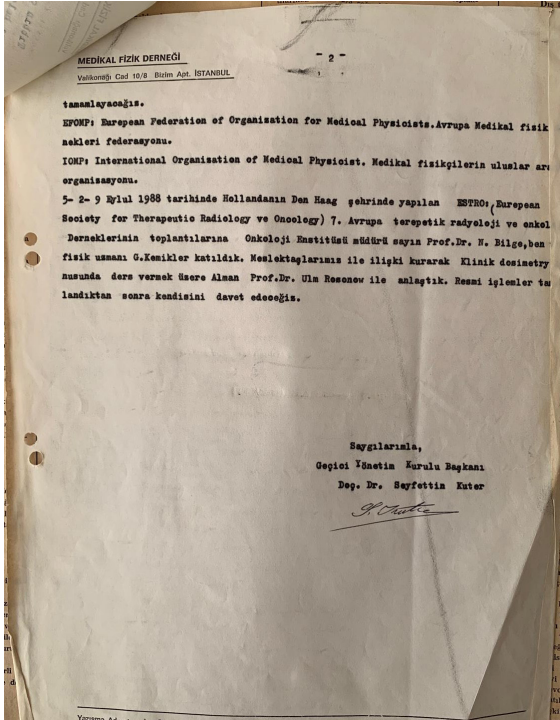 MEDİKAL FİZİK DERNEĞİ
- 2 -
Valikonağı Cad 10/8 Bizim Apt. İSTANBUL
tamamlayacağız.
EFOMP: European Federation of Organisation for Medical Physicists.Avrupa Medikal fizik
nekleri federasyonu.
IOMP: International Organisation of Medical Physicist. Medikal fizikçilerin uluslar ara
organisasyonu.
5- 2-9 Eylul 1988 tarihinde Hollandanın Den Haag şehrinde yapılan ESTRO:(European
Society for Therapeutic Radiology ve Oncology) 7. Avrupa terepetik radyoloji ve onkol
Derneklerinin toplantılarına Onkoloji Enstitüsü müdürü sayın Prof.Dr. N. Bilge,ben
fizik uzmanı G.Kemikler katıldık. Meslektaşlarımız ile ilişki kurarak Klinik dosimetry
nusunda ders vermek üzere Alman Prof.Dr. Ulm Rosenow ile anlaştık. Resmi işlemler ta
landıktan sonra kendisini davet edeceğiz.
Saygılarımla,
Geçici Yönetim Kurulu Başkanı
Doç. Dr. Seyfettin Kuter